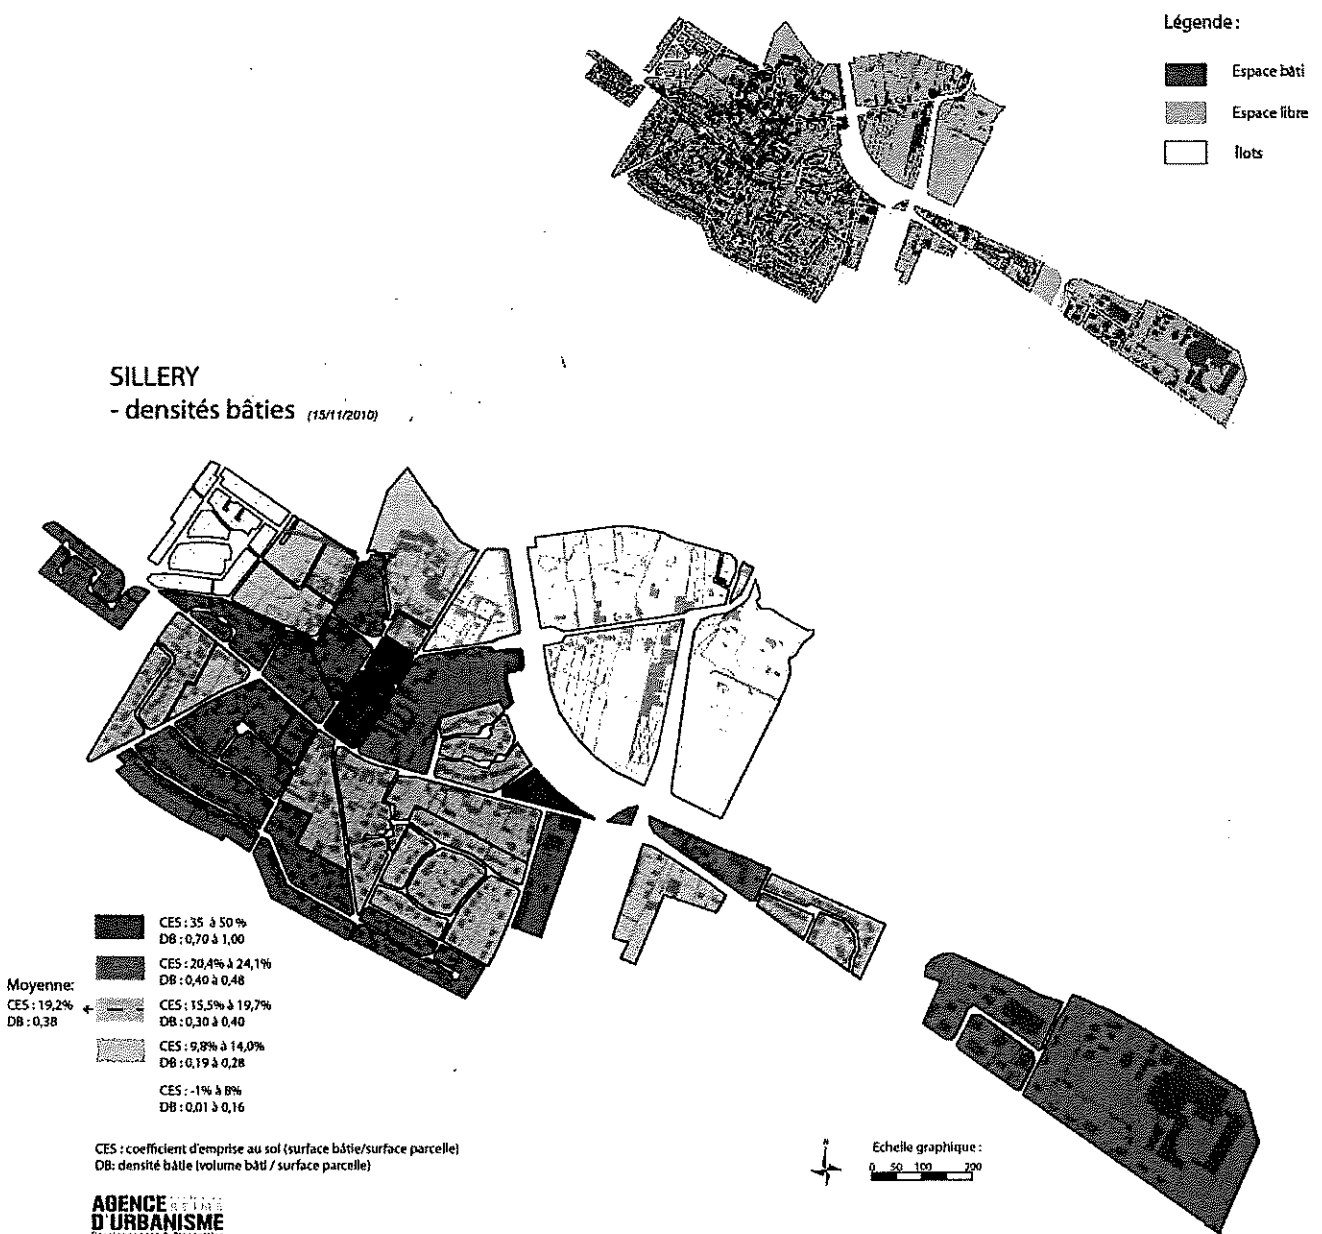 Légende :
Espace bâti
Espace libre
Îlots
SILLERY
- densités bâties (15/11/2010)
CES : 35 à 50 %
DB : 0,70 à 1,00
CES : 20,4% à 24,1%
DB : 0,40 à 0,48
Moyenne:
CES : 19,2%
DB : 0,38
CES : 15,5% à 19,7%
DB : 0,30 à 0,40
CES : 9,8% à 14,0%
DB : 0,19 à 0,28
CES : -1% à 8%
DB : 0,01 à 0,16
CES : coefficient d'emprise au sol (surface bâtie/surface parcelle)
DB: densité bâtie (volume bâti / surface parcelle)
N
Echelle graphique :
0 50 100 200
AGENCE
D'URBANISME